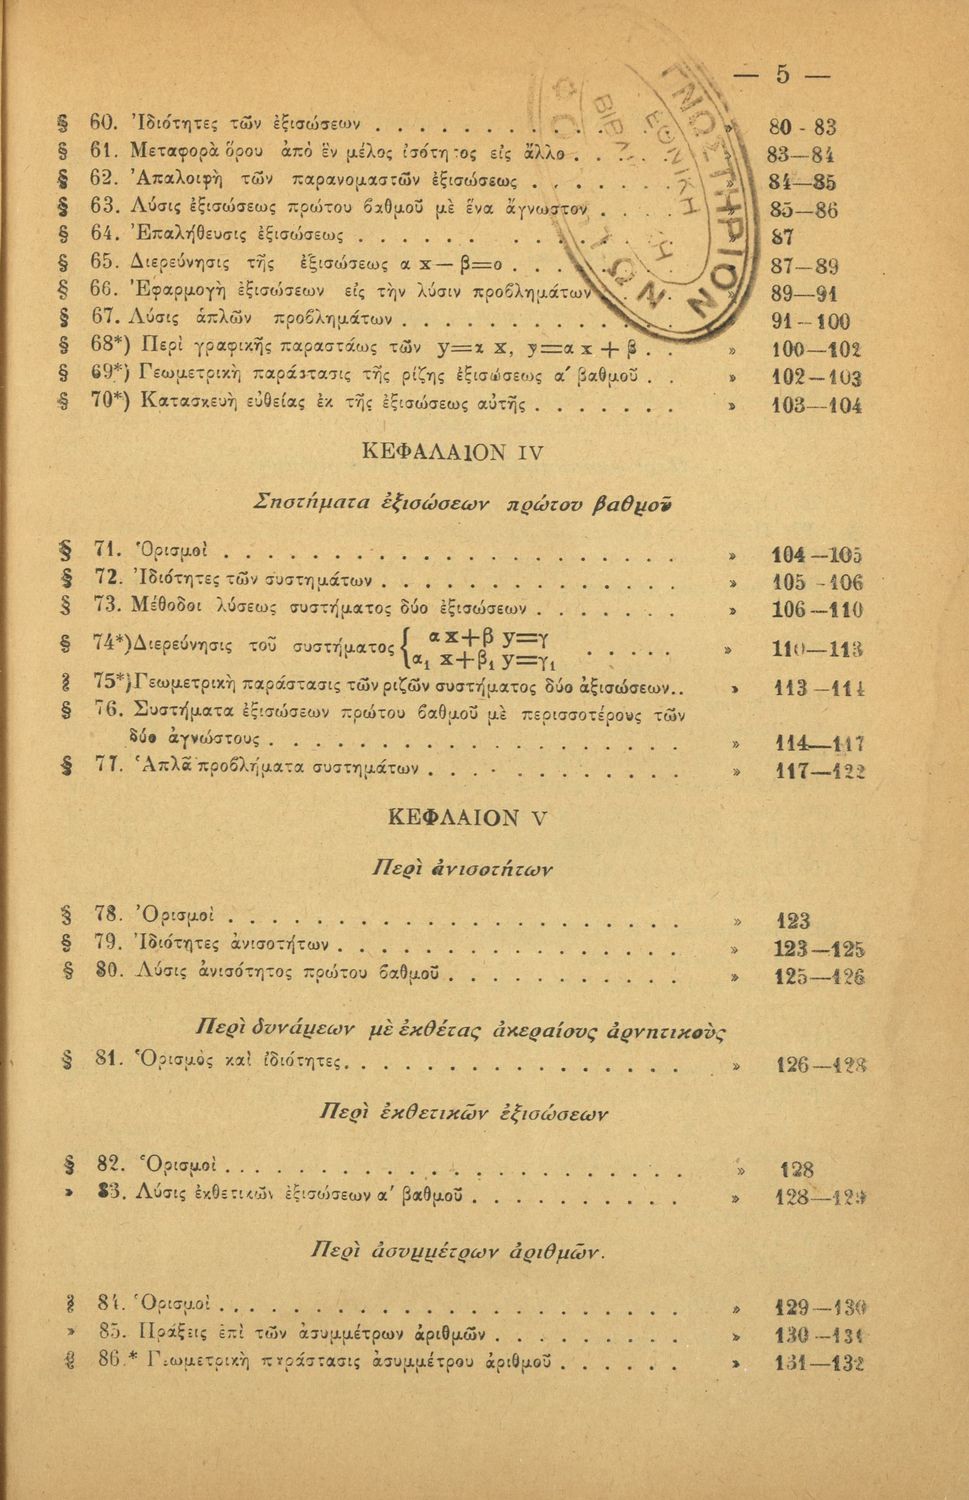 — 5 —
§ 60. Ἰδιότητες τῶν ἐξισώσεων . . . . . . . . . . . . » 80 - 83
§ 61. Μεταφορὰ ὅρου ἀπό ἓν μέλος ἰσότητος εἰς ἄλλο . . . . » 83—84
§ 62. Ἀπαλοιφὴ τῶν παρανομαστῶν ἐξισώσεως . . . . . . . » 84—85
§ 63. Λύσις ἐξισώσεως πρώτου βαθμοῦ μὲ ἕνα ἄγνωστον . . . . » 85—86
§ 64. Ἐπαλήθευσις ἐξισώσεως . . . . . . . . . . . . » 87
§ 65. Διερεύνησις τῆς ἐξισώσεως α x — β=0 . . . . . . » 87—89
§ 66. Ἐφαρμογὴ ἐξισώσεων εἰς τὴν λύσιν προβλημάτων . . . » 89—91
§ 67. Λύσις ἁπλῶν προβλημάτων . . . . . . . . . . . . » 91—100
§ 68*) Περὶ γραφικῆς παραστάως τῶν y=α x, y=α x + β . . » 100—102
§ 69*) Γεωμετρικὴ παράστασις τῆς ρίζης ἐξισώσεως α΄ βαθμοῦ . . » 102—103
§ 70*) Κατασκευὴ εὐθείας ἐκ τῆς ἐξισώσεως αὐτῆς . . . . . . . » 103—104
ΚΕΦΑΛΑΙΟΝ IV
Σηστήματα ἐξισώσεων πρώτου βαθμοῦ
§ 71. Ὁρισμοὶ . . . . . . . . . . . . . . . . . . . » 104—105
§ 72. Ἰδιότητες τῶν συστημάτων . . . . . . . . . . . . . » 105 -106
§ 73. Μέθοδοι λύσεως συστήματος δύο ἐξισώσεων . . . . . . . » 106—110
§ 74*) Διερεύνησις τοῦ συστήματος { α x+β y=γ
α₁ x+β₁ y=γ₁ . . . . . » 110—113
§ 75*) Γεωμετρικὴ παράστασις τῶν ριζῶν συστήματος δύο ἀξισώσεων.. » 113—114
§ 76. Συστήματα ἐξισώσεων πρώτου βαθμοῦ μὲ περισσοτέρους τῶν
δύο ἀγνώστους . . . . . . . . . . . . . . . . . . » 114—117
§ 77. Ἁπλᾶ προβλήματα συστημάτων . . . . . . . . . . . » 117—122
ΚΕΦΛΑΙΟΝ V
Περὶ ἀνισοτήτων
§ 78. Ὁρισμοὶ . . . . . . . . . . . . . . . . . . . » 123
§ 79. Ἰδιότητες ἀνισοτήτων . . . . . . . . . . . . . . » 123—125
§ 80. Λύσις ἀνισότητος πρώτου βαθμοῦ . . . . . . . . . . » 125—126
Περὶ δυνάμεων μὲ ἐκθέτας ἀκεραίους ἀρνητικοὺς
§ 81. Ὁρισμὸς καὶ ἰδιότητες. . . . . . . . . . . . . . . » 126—128
Περὶ ἐκθετικῶν ἐξισώσεων
§ 82. Ὁρισμοὶ . . . . . . . . . . . . . . . . . . . » 128
» 83. Λύσις ἐκθετικῶν ἐξισώσεων α΄ βαθμοῦ . . . . . . . . . » 128—129
Περὶ ἀσυμμέτρων ἀριθμῶν.
§ 84. Ὁρισμοὶ . . . . . . . . . . . . . . . . . . . » 129—130
» 85. Πράξεις ἐπὶ τῶν ἀσυμμέτρων ἀριθμῶν . . . . . . . . » 130—131
§ 86.* Γεωμετρικὴ παράστασις ἀσυμμέτρου ἀριθμοῦ . . . . . . » 131—132